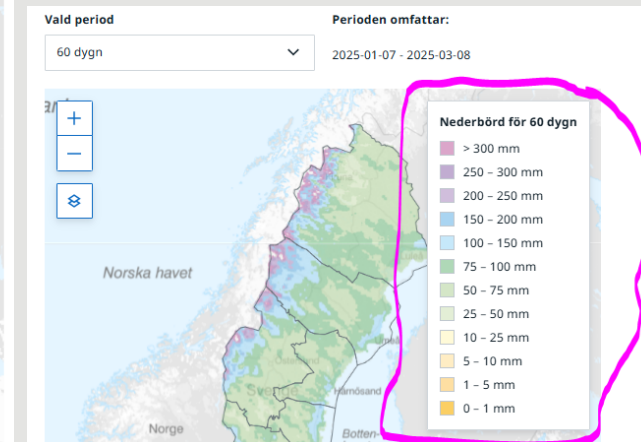 Vald period
Perioden omfattar:
60 dygn
2025-01-07 - 2025-03-08
Nederbörd för 60 dygn
> 300 mm
250 – 300 mm
200 – 250 mm
150 – 200 mm
100 – 150 mm
75 – 100 mm
50 – 75 mm
25 – 50 mm
10 – 25 mm
5 – 10 mm
1 – 5 mm
0 – 1 mm
+
–
Norska havet
Umeå
Härnösand
Norge
Botten-